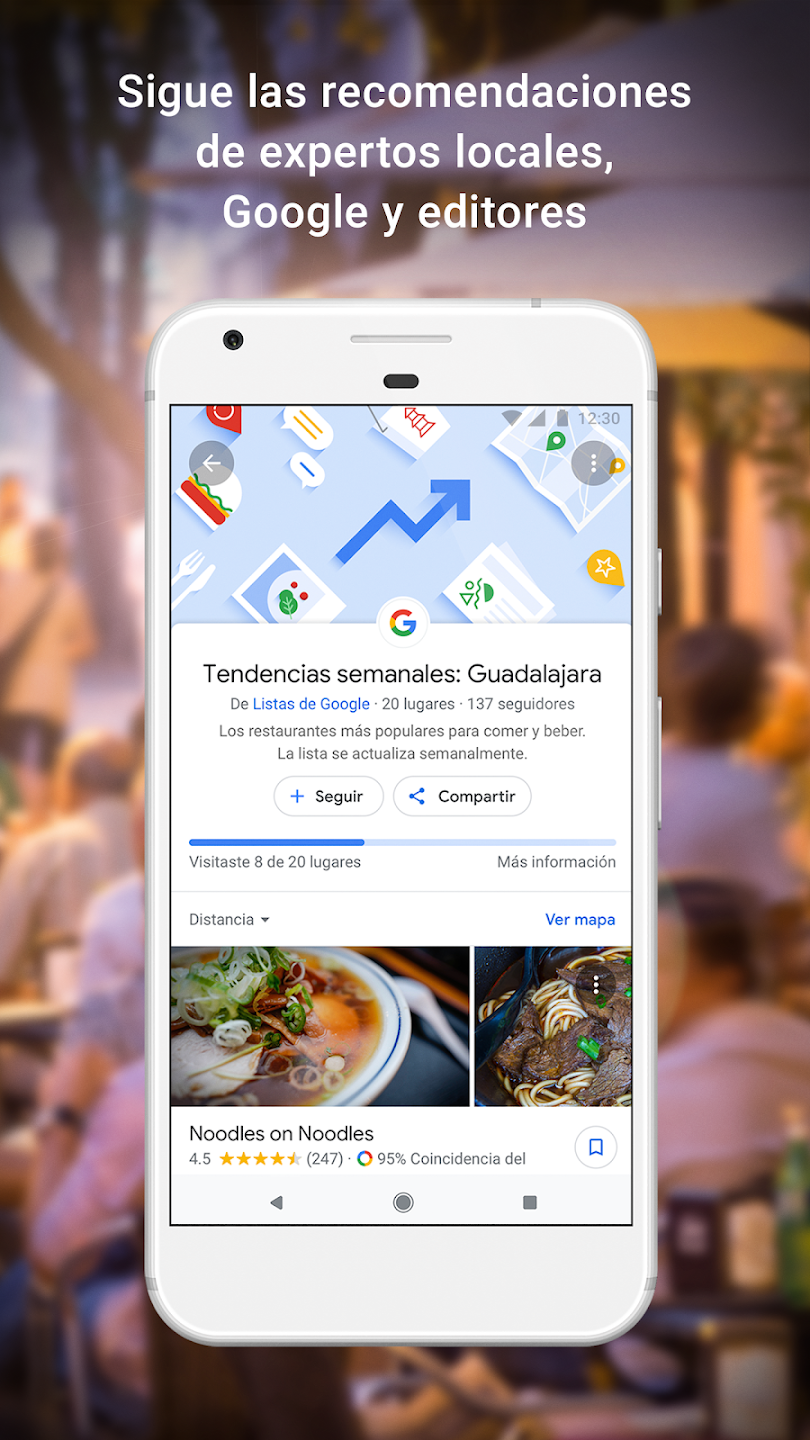 Sigue las recomendaciones
de expertos locales,
Google y editores
12:30
Tendencias semanales: Guadalajara
De Listas de Google · 20 lugares · 137 seguidores
Los restaurantes más populares para comer y beber.
La lista se actualiza semanalmente.
+ Seguir
Compartir
Visitaste 8 de 20 lugares
Más información
Distancia
Ver mapa
Noodles on Noodles
4.5 (247) · 95% Coincidencia del